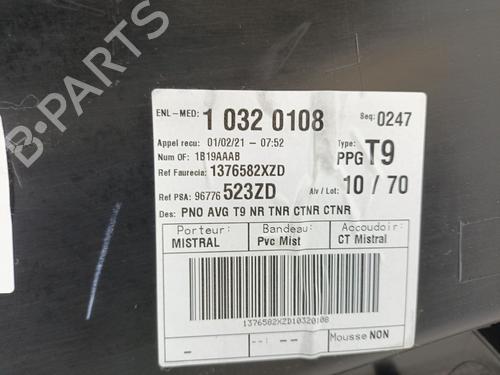 B-PARTS
ENL-MED: 1 032 0108 Seq: 0247
Appel recu: 01/02/21 - 07:52 Type:
Num OF: 1B19AAAB PPG T9
Ref Faurecia: 1376582XZD
Ref PSA: 96776 523ZD Alv / Lot: 10 / 70
Des: PNO AVG T9 NR TNR CTNR CTNR
Porteur: Bandeau: Accoudoir:
MISTRAL Pvc Mist CT Mistral
1376582XZD10320108
— — — — Mousse NON